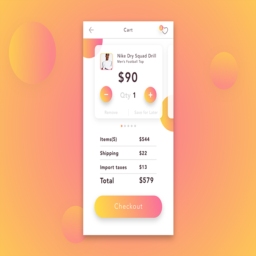 Cart
Nike Dry Squad Drill
Men's Football Top
$90
Qty 1
Remove
Save for Later
Items(5) $544
Shipping $22
Import taxes $13
Total $579
Checkout